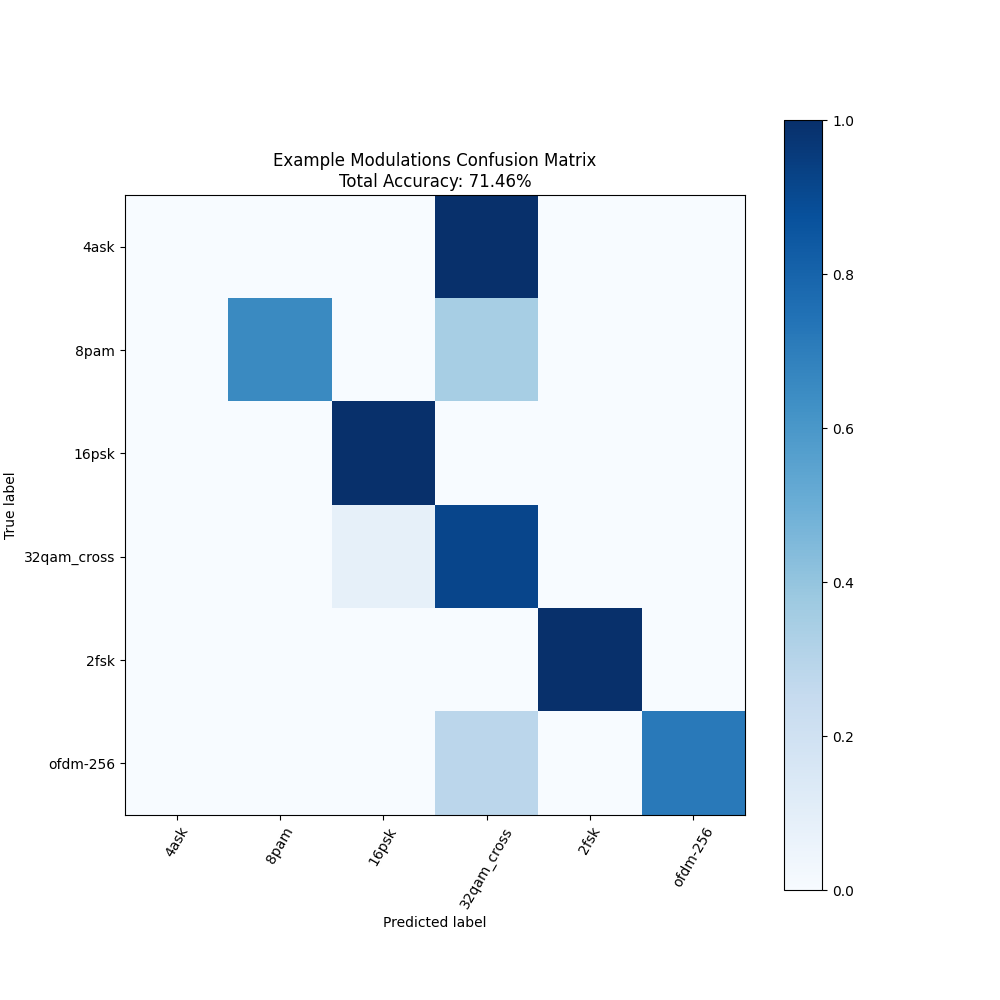 Example Modulations Confusion Matrix
Total Accuracy: 71.46%
True label
4ask
8pam
16psk
32qam_cross
2fsk
ofdm-256
4ask
8pam
16psk
32qam_cross
2fsk
ofdm-256
Predicted label
1.0
0.8
0.6
0.4
0.2
0.0